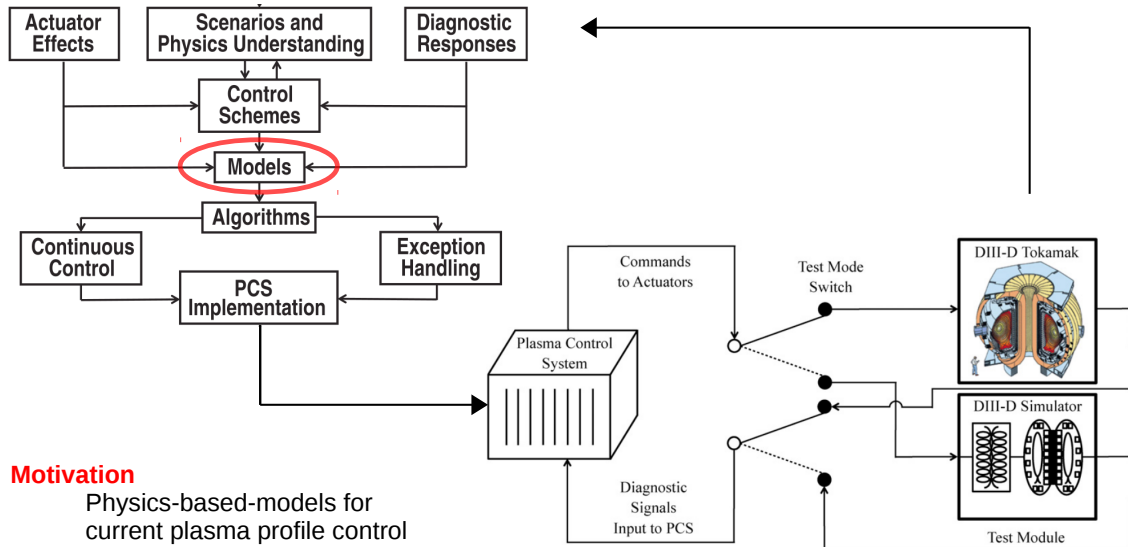 Actuator
Effects
Scenarios and
Physics Understanding
Diagnostic
Responses
Control
Schemes
Models
Algorithms
Continuous
Control
Exception
Handling
PCS
Implementation
Commands
to Actuators
Test Mode
Switch
DIII-D Tokamak
Plasma Control
System
DIII-D Simulator
Diagnostic
Signals
Input to PCS
Test Module
Motivation
Physics-based-models for
current plasma profile control